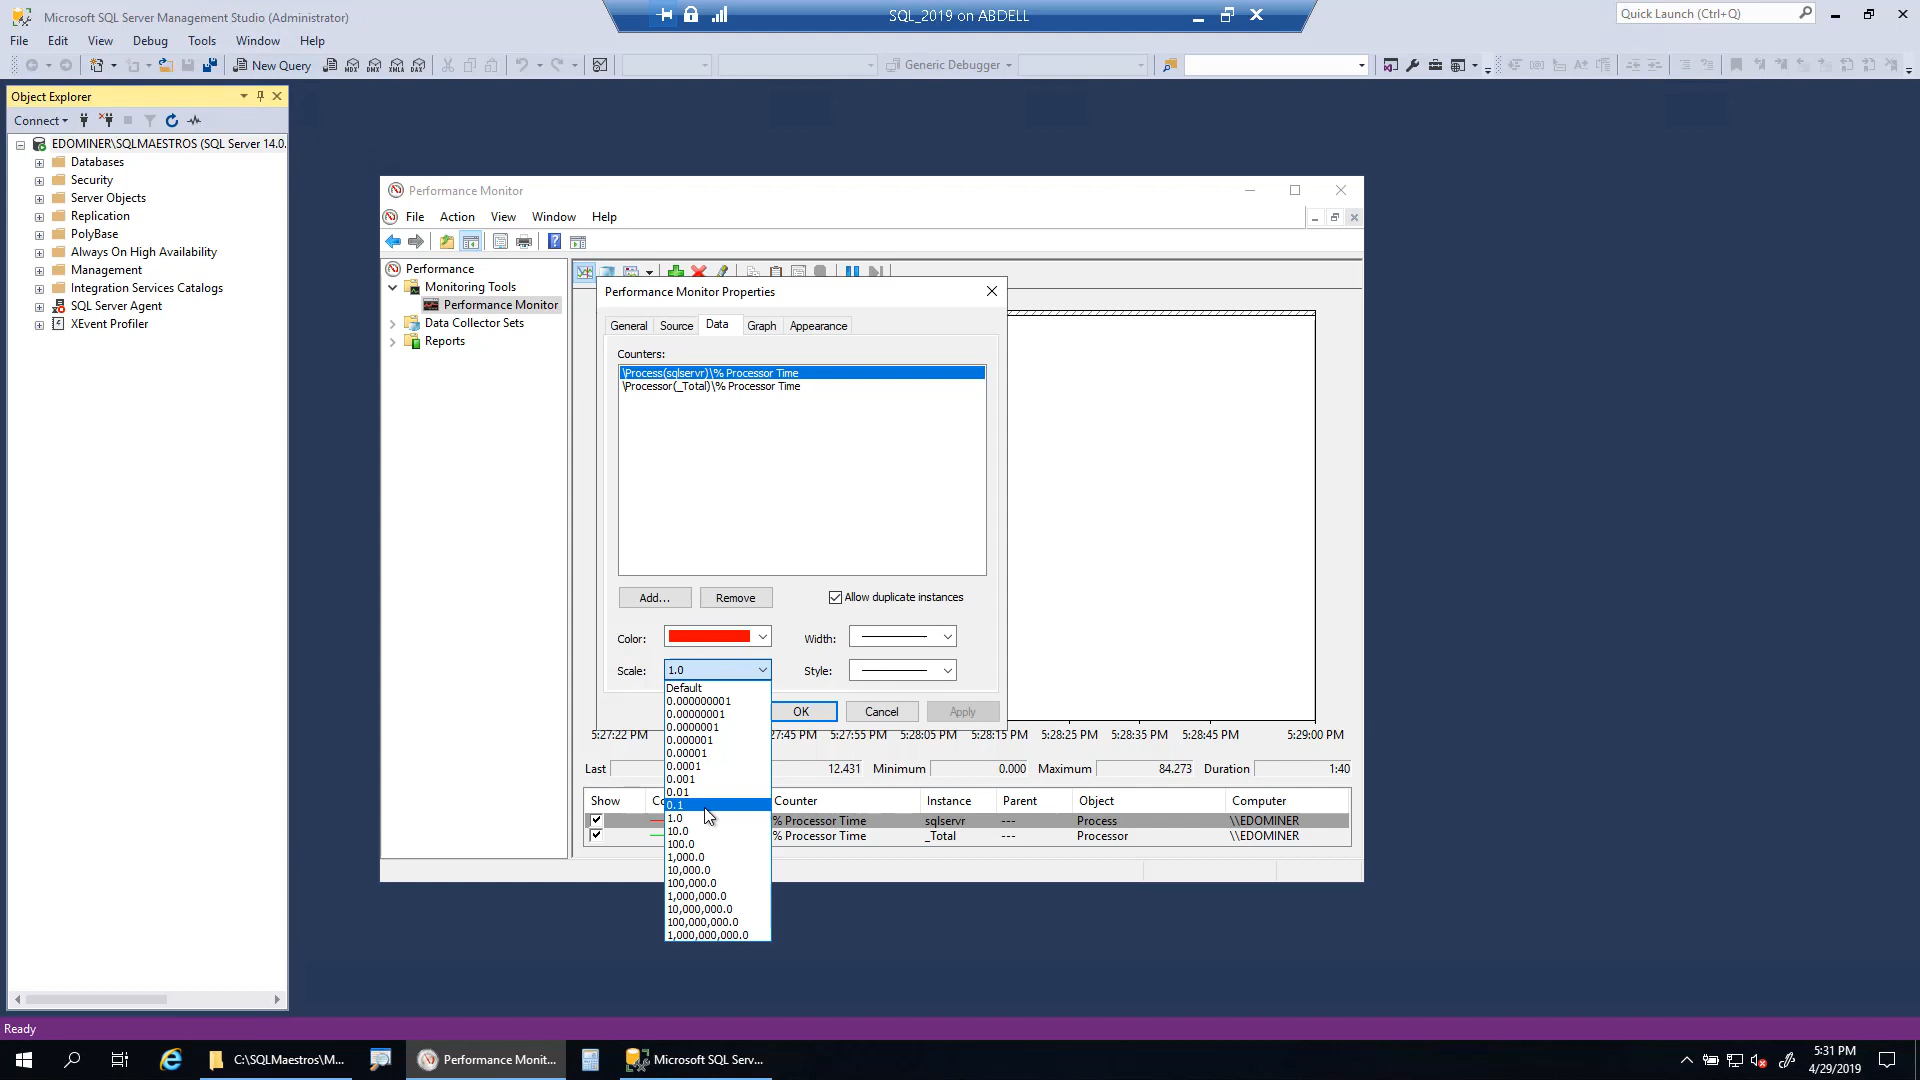 Microsoft SQL Server Management Studio (Administrator)
SQL_2019 on ABDELL
Quick Launch (Ctrl+Q)
File Edit View Debug Tools Window Help
New Query
MDX DMX XMLA DAX
Generic Debugger
Object Explorer
Connect
EDOMINER\SQLMAESTROS (SQL Server 14.0.
Databases
Security
Server Objects
Replication
PolyBase
Always On High Availability
Management
Integration Services Catalogs
SQL Server Agent
XEvent Profiler
Performance Monitor
File Action View Window Help
Performance
Monitoring Tools
Performance Monitor
Data Collector Sets
Reports
Performance Monitor Properties
General Source Data Graph Appearance
Counters:
\Process(sqlservr)\% Processor Time
\Processor(_Total)\% Processor Time
Add... Remove Allow duplicate instances
Color: Width:
Scale: 1.0 Style:
Default
0.000000001
0.00000001
0.0000001
0.000001
0.00001
0.0001
0.001
0.01
0.1
1.0
10.0
100.0
1,000.0
10,000.0
100,000.0
1,000,000.0
10,000,000.0
100,000,000.0
1,000,000,000.0
OK Cancel Apply
5:27:22 PM 27:45 PM 5:27:55 PM 5:28:05 PM 5:28:15 PM 5:28:25 PM 5:28:35 PM 5:28:45 PM 5:29:00 PM
Last 12.431 Minimum 0.000 Maximum 84.273 Duration 1:40
Show Co Counter Instance Parent Object Computer
% Processor Time sqlservr --- Process \\EDOMINER
% Processor Time _Total --- Processor \\EDOMINER
Ready
C:\SQLMaestros\M...
Performance Monit...
Microsoft SQL Serv...
5:31 PM
4/29/2019